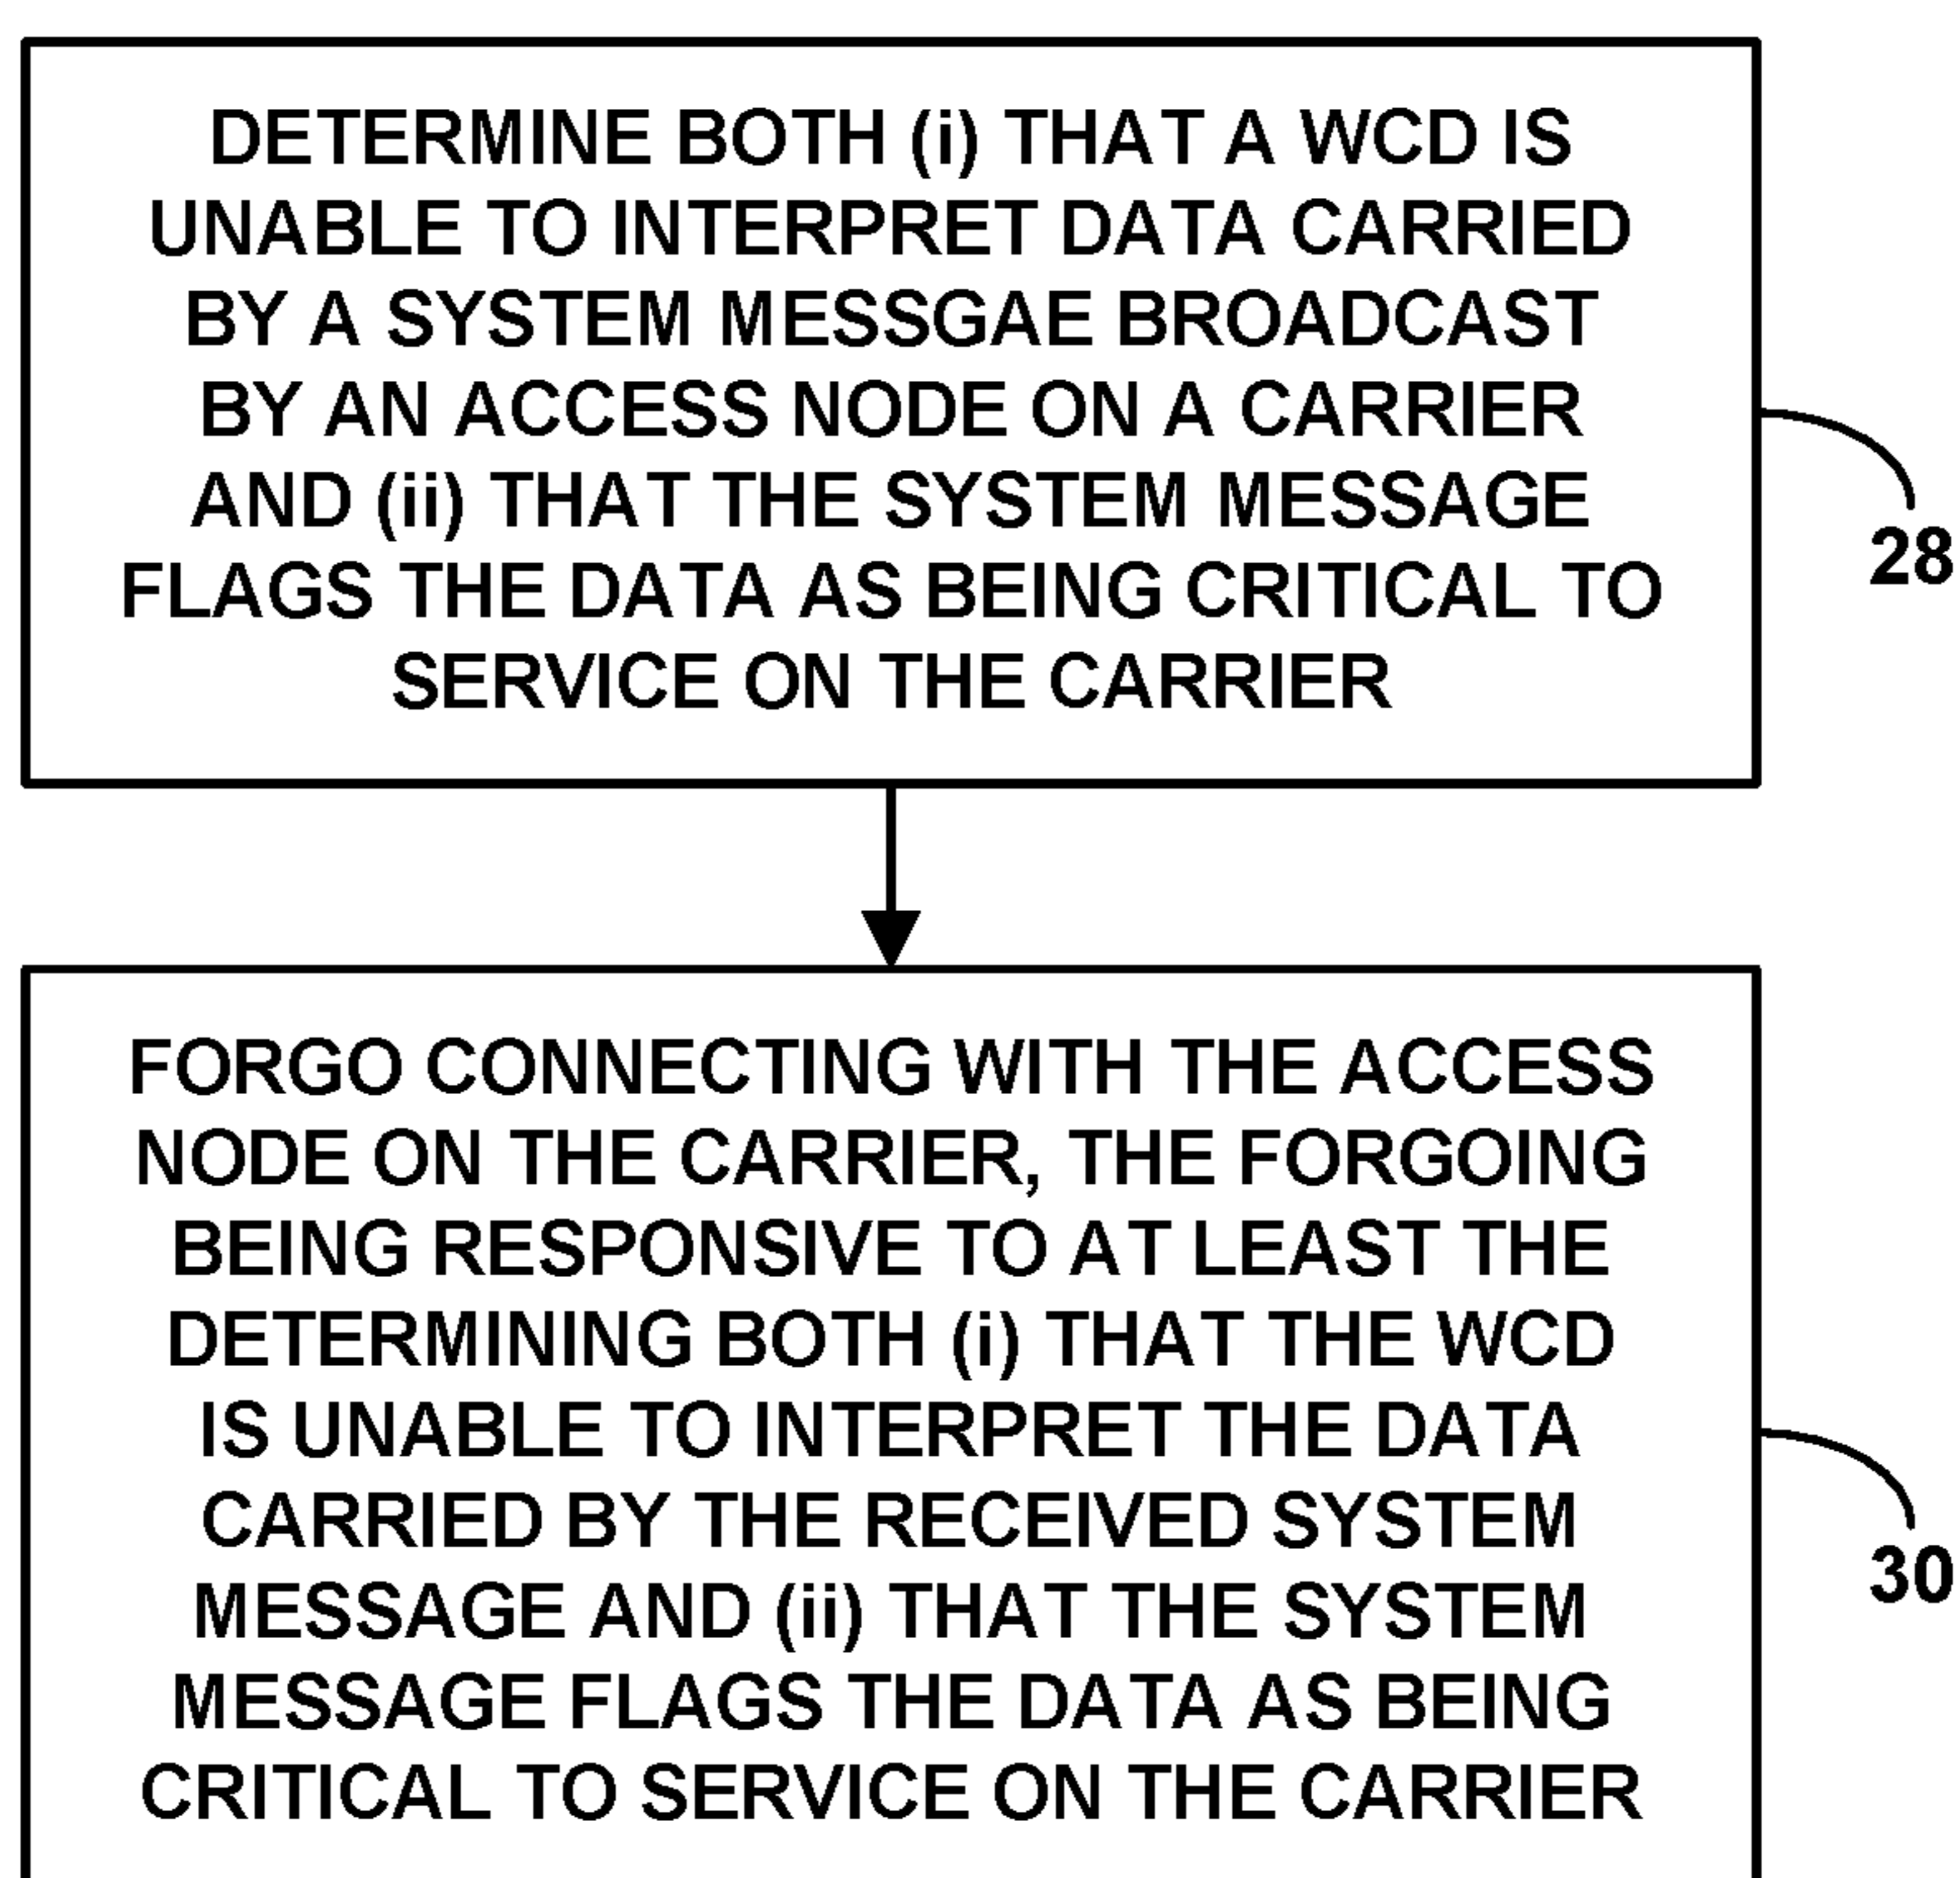 DETERMINE BOTH (i) THAT A WCD IS
UNABLE TO INTERPRET DATA CARRIED
BY A SYSTEM MESSGAE BROADCAST
BY AN ACCESS NODE ON A CARRIER
AND (ii) THAT THE SYSTEM MESSAGE
FLAGS THE DATA AS BEING CRITICAL TO
SERVICE ON THE CARRIER
28
FORGO CONNECTING WITH THE ACCESS
NODE ON THE CARRIER, THE FORGOING
BEING RESPONSIVE TO AT LEAST THE
DETERMINING BOTH (i) THAT THE WCD
IS UNABLE TO INTERPRET THE DATA
CARRIED BY THE RECEIVED SYSTEM
MESSAGE AND (ii) THAT THE SYSTEM
MESSAGE FLAGS THE DATA AS BEING
CRITICAL TO SERVICE ON THE CARRIER
30